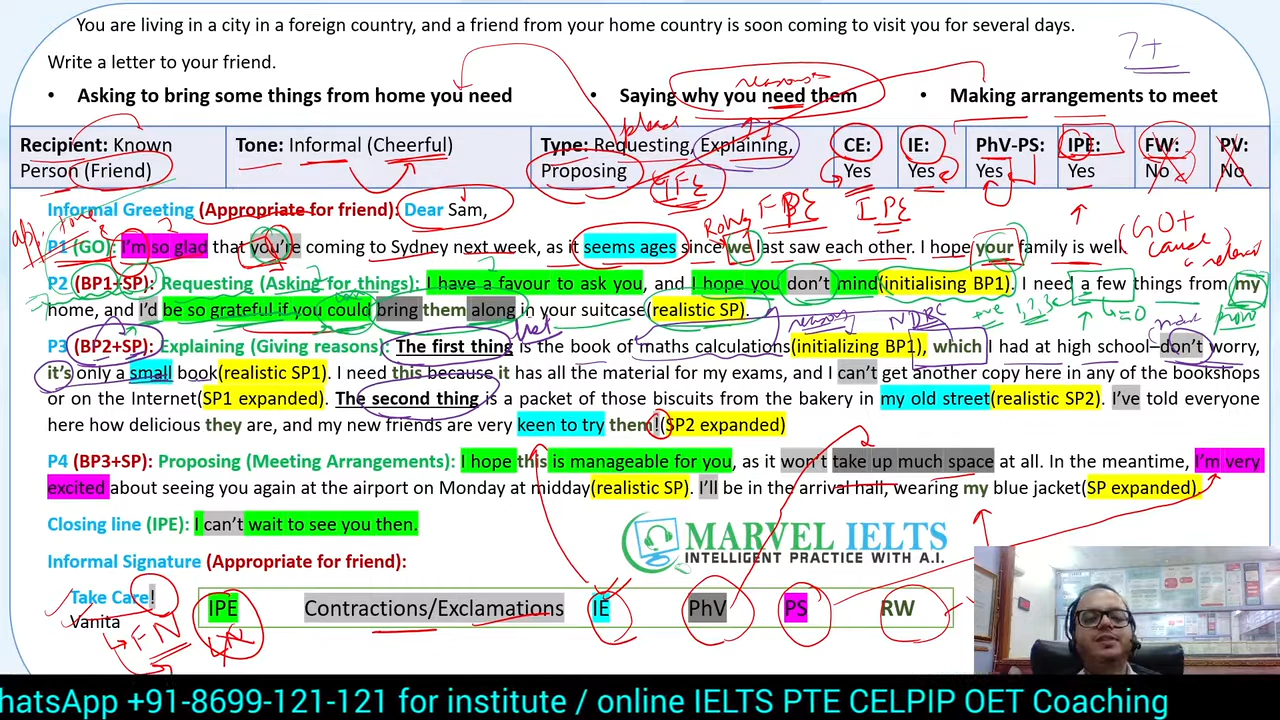 You are living in a city in a foreign country, and a friend from your home country is soon coming to visit you for several days.
7+
Write a letter to your friend.
reasons
• Asking to bring some things from home you need • Saying why you need them • Making arrangements to meet
Recipient: Known Person (Friend)
Tone: Informal (Cheerful)
Type: Requesting, Explaining, Proposing
CE: Yes
IE: Yes
PhV-PS: Yes
IPE: Yes
FW: No
PV: No
IFE FBE IPE
Informal Greeting (Appropriate for friend): Dear Sam,
P1 (GO): I'm so glad that you're coming to Sydney next week, as it seems ages since we last saw each other. I hope your family is well.
P2 (BP1+SP): Requesting (Asking for things): I have a favour to ask you, and I hope you don't mind(initialising BP1). I need a few things from my
home, and I'd be so grateful if you could bring them along in your suitcase(realistic SP).
P3 (BP2+SP): Explaining (Giving reasons): The first thing is the book of maths calculations(initializing BP1), which I had at high school–don't worry,
it's only a small book(realistic SP1). I need this because it has all the material for my exams, and I can't get another copy here in any of the bookshops
or on the Internet(SP1 expanded). The second thing is a packet of those biscuits from the bakery in my old street(realistic SP2). I've told everyone
here how delicious they are, and my new friends are very keen to try them!(SP2 expanded)
P4 (BP3+SP): Proposing (Meeting Arrangements): I hope this is manageable for you, as it won't take up much space at all. In the meantime, I'm very
excited about seeing you again at the airport on Monday at midday(realistic SP). I'll be in the arrival hall, wearing my blue jacket(SP expanded).
Closing line (IPE): I can't wait to see you then.
MARVEL IELTS
INTELLIGENT PRACTICE WITH A.I.
Informal Signature (Appropriate for friend):
Take Care!
Vanita
FN
LN
IPE Contractions/Exclamations IE PhV PS RW
hatsApp +91-8699-121-121 for institute / online IELTS PTE CELPIP OET Coaching